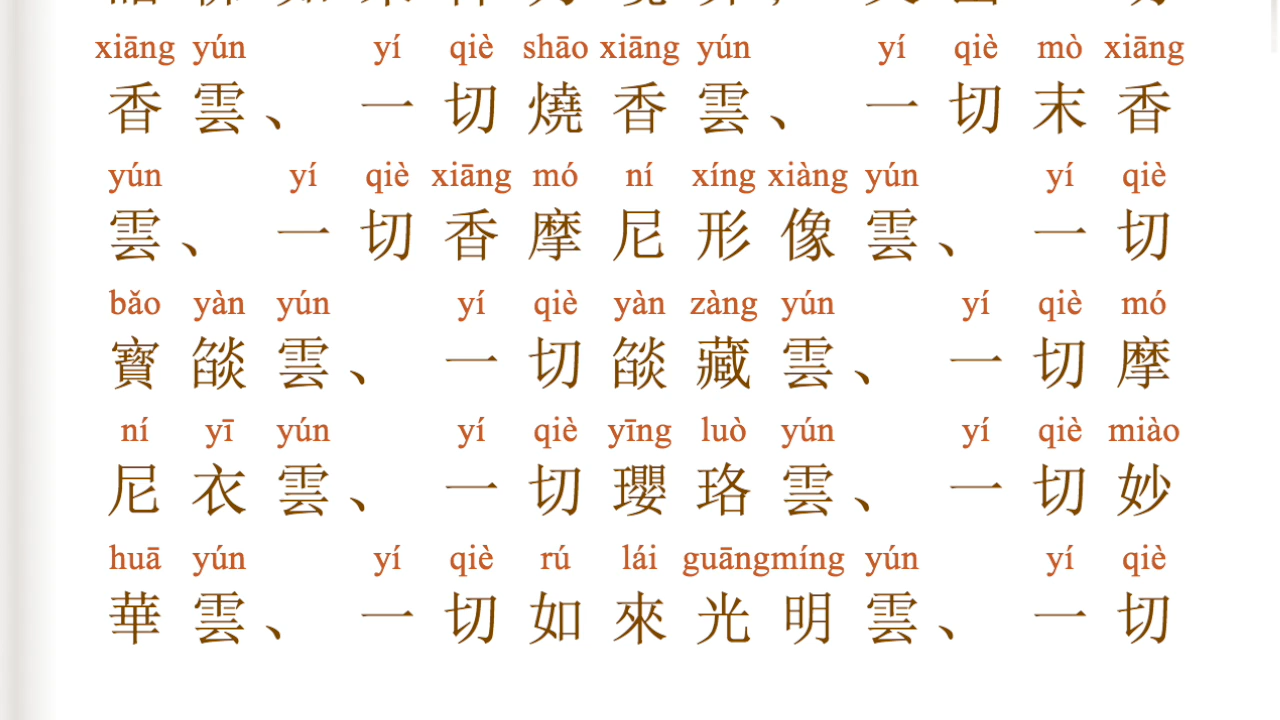 xiāng yún yí qiè shāo xiāng yún yí qiè mò xiāng
香雲、一切燒香雲、一切末香
yún yí qiè xiāng mó ní xíng xiàng yún yí qiè
雲、一切香摩尼形像雲、一切
bǎo yàn yún yí qiè yàn zàng yún yí qiè mó
寶燄雲、一切燄藏雲、一切摩
ní yī yún yí qiè yīng luò yún yí qiè miào
尼衣雲、一切瓔珞雲、一切妙
huā yún yí qiè rú lái guāng míng yún yí qiè
華雲、一切如來光明雲、一切